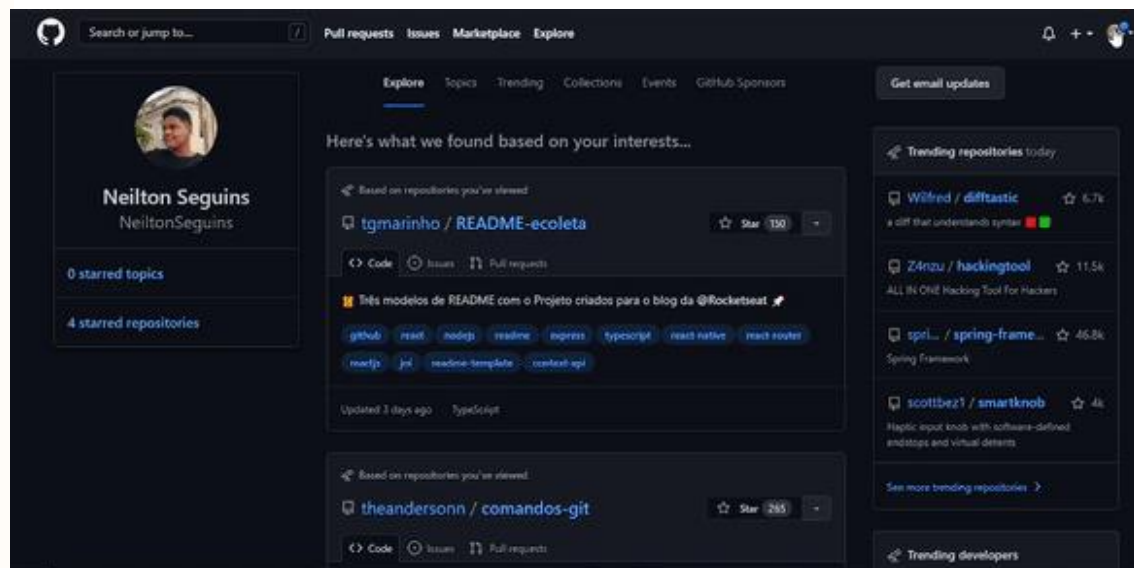 Search or jump to... /
Pull requests Issues Marketplace Explore
Neilton Seguins
NeiltonSeguins
0 starred topics
4 starred repositories
Explore Topics Trending Collections Events GitHub Sponsors
Here's what we found based on your interests...
Based on repositories you've viewed
tgmarinho / README-ecoleta
Star 150
Code Issues Pull requests
Três modelos de README com o Projeto criados para o blog da @Rocketseat
github react nodejs readme express typescript react-native react-router
reactjs jwt readme-template context-api
Updated 3 days ago TypeScript
Based on repositories you've viewed
theandersonn / comandos-git
Star 265
Code Issues Pull requests
Get email updates
Trending repositories today
Wilfred / difftastic 6.7k
a diff that understands syntax
Z4nzu / hackingtool 11.5k
ALL IN ONE Hacking Tool For Hackers
spri... / spring-frame... 46.8k
Spring Framework
scottbez1 / smartknob 4k
Haptic input knob with software-defined
endstops and virtual detents
See more trending repositories
Trending developers